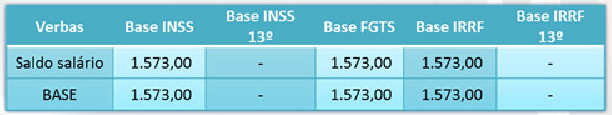 Verbas Base INSS Base INSS 13º Base FGTS Base IRRF Base IRRF 13º
Saldo salário 1.573,00 - 1.573,00 1.573,00 -
BASE 1.573,00 - 1.573,00 1.573,00 -